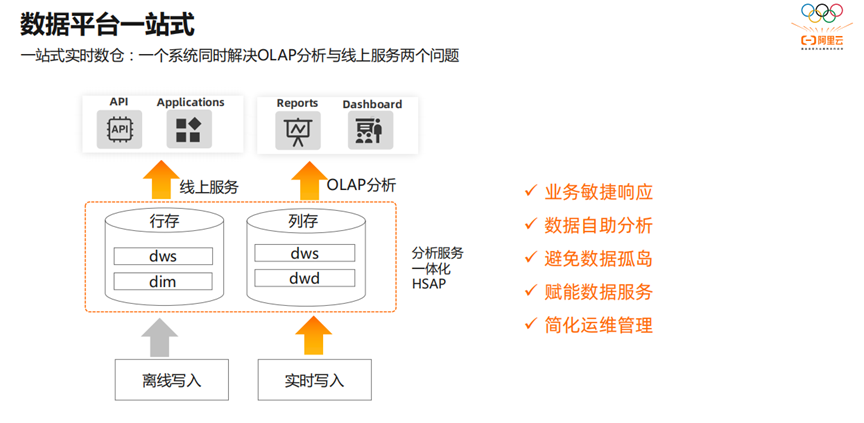 数据平台一站式
一站式实时数仓：一个系统同时解决OLAP分析与线上服务两个问题
阿里云
API
Applications
Reports
Dashboard
API
线上服务
OLAP分析
行存
dws
dim
列存
dws
dwd
分析服务
一体化
HSAP
离线写入
实时写入
✓ 业务敏捷响应
✓ 数据自助分析
✓ 避免数据孤岛
✓ 赋能数据服务
✓ 简化运维管理